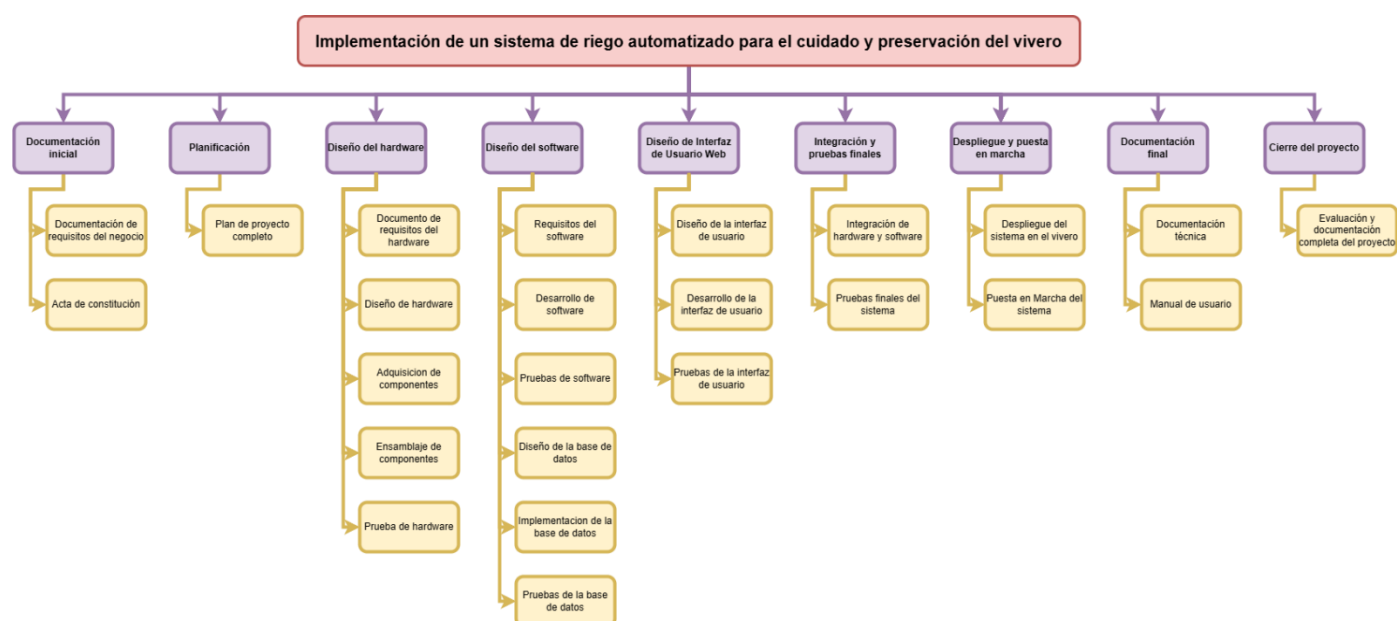 Implementación de un sistema de riego automatizado para el cuidado y preservación del vivero
Documentación
inicial
Planificación
Diseño del hardware
Diseño del software
Diseño de Interfaz
de Usuario Web
Integración y
pruebas finales
Despliegue y puesta
en marcha
Documentación
final
Cierre del proyecto
Documentación de
requisitos del negocio
Acta de constitución
Plan de proyecto
completo
Documento de
requisitos del
hardware
Diseño de hardware
Adquisicion de
componentes
Ensamblaje de
componentes
Prueba de hardware
Requisitos del
software
Desarrollo de
software
Pruebas de software
Diseño de la base de
datos
Implementacion de la
base de datos
Pruebas de la base
de datos
Diseño de la interfaz
de usuario
Desarrollo de la
interfaz de usuario
Pruebas de la interfaz
de usuario
Integración de
hardware y software
Pruebas finales del
sistema
Despliegue del
sistema en el vivero
Puesta en Marcha del
sistema
Documentación
técnica
Manual de usuario
Evaluación y
documentación
completa del proyecto